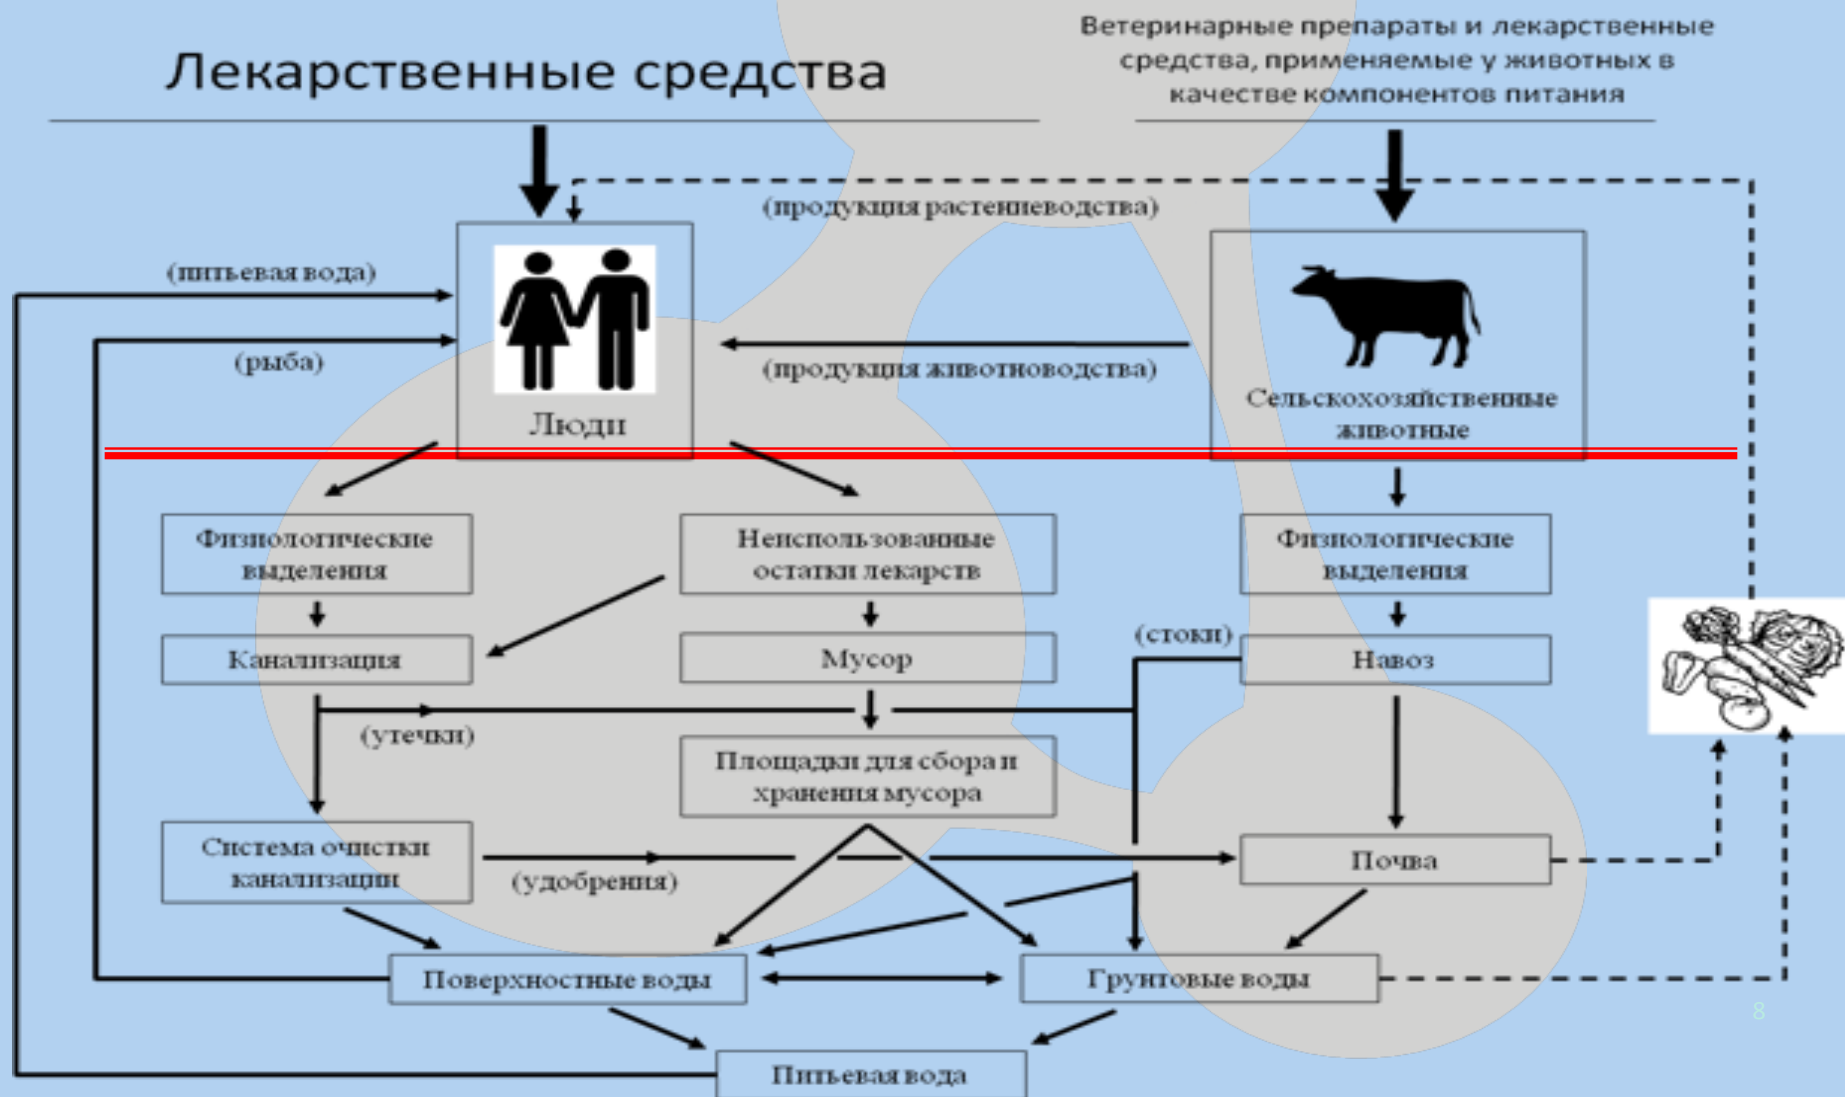 Лекарственные средства
Ветеринарные препараты и лекарственные
средства, применяемые у животных в
качестве компонентов питания
(продукция растениеводства)
(питьевая вода)
(рыба)
(продукция животноводства)
Люди
Сельскохозяйственные
животные
Физиологические
выделения
Неиспользованные
остатки лекарств
Физиологические
выделения
(стоки)
Канализация
Мусор
Навоз
(утечки)
Площадки для сбора и
хранения мусора
Система очистки
канализации
(удобрения)
Почва
Поверхностные воды
Грунтовые воды
8
Питьевая вода